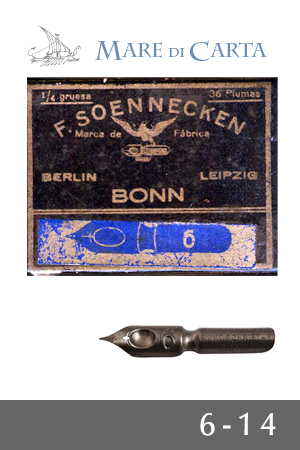 MARE DI CARTA
1/4 gruesa 36 Plumas
F. SOENNECKEN
Marca de Fábrica
BERLIN LEIPZIG
BONN
6
6-14